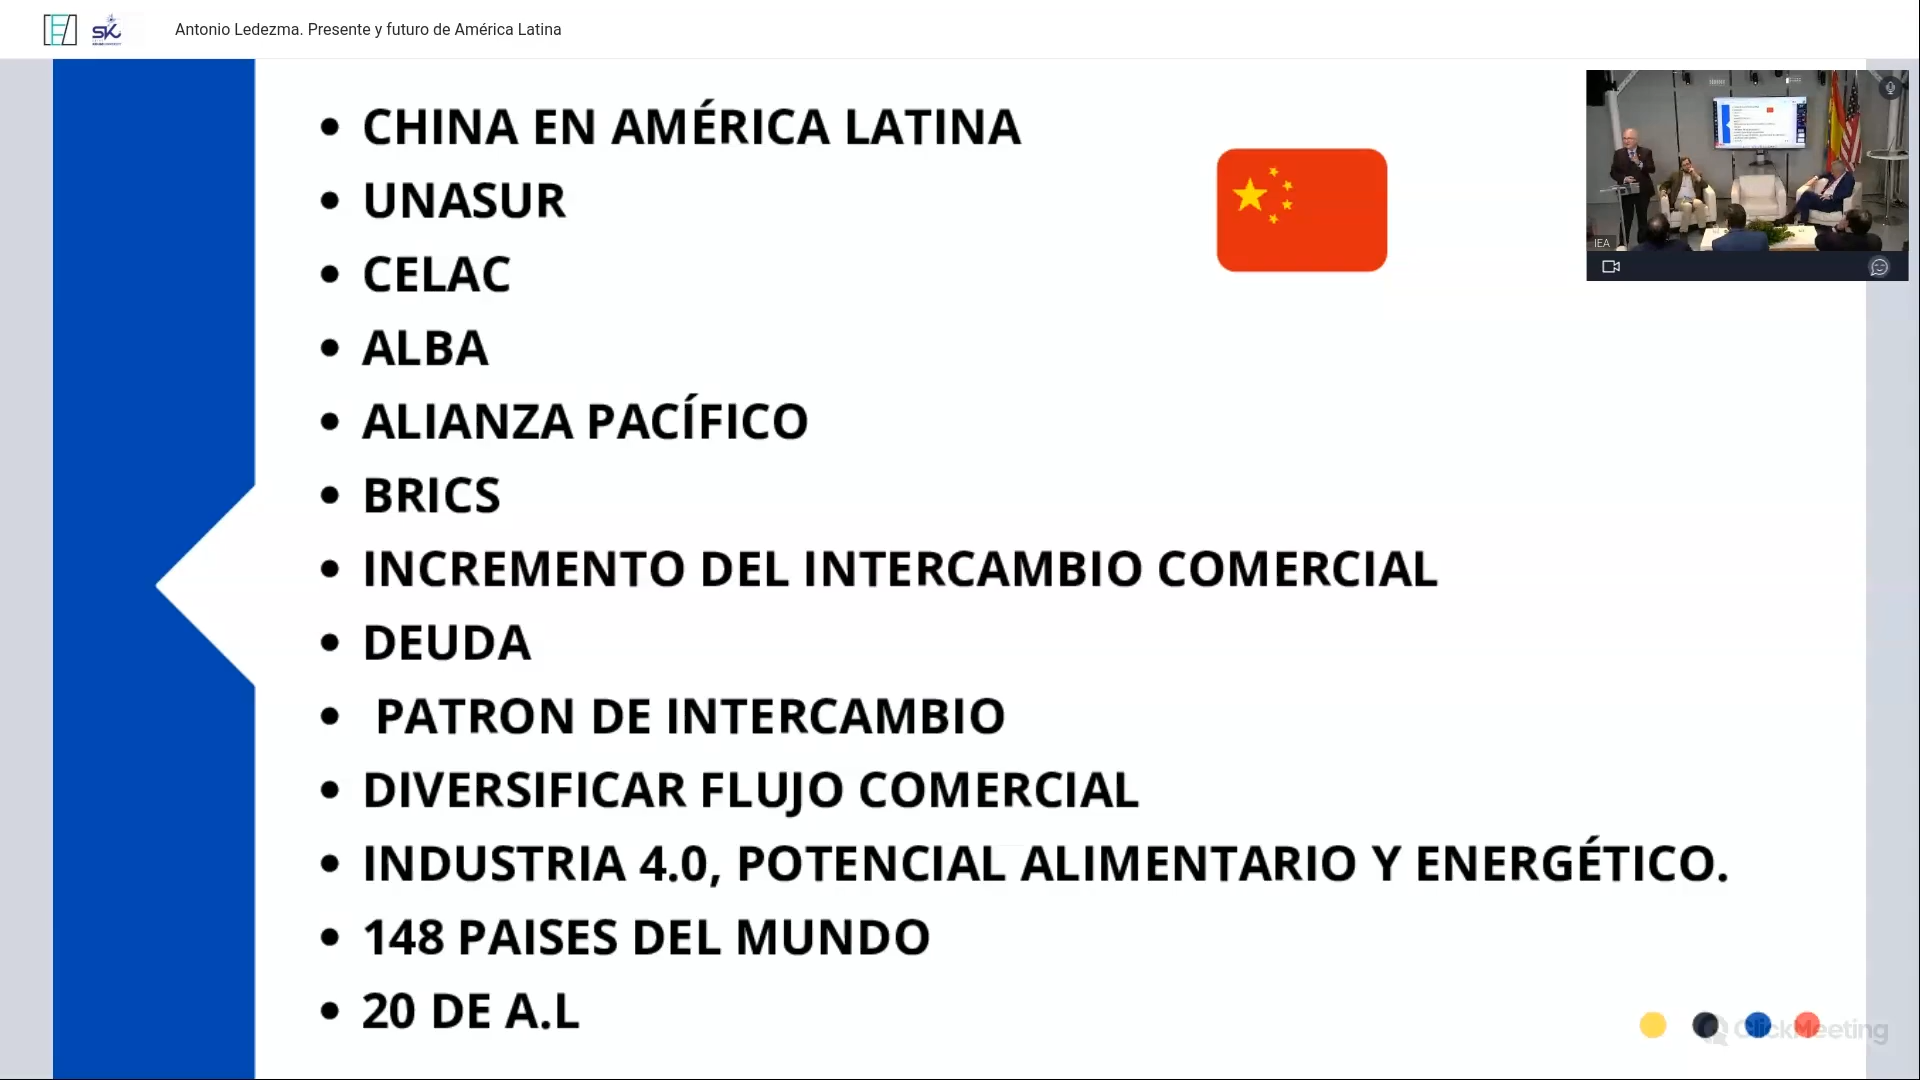 SK
Antonio Ledezma. Presente y futuro de América Latina
CHINA EN AMÉRICA LATINA
UNASUR
CELAC
ALBA
ALIANZA PACÍFICO
BRICS
INCREMENTO DEL INTERCAMBIO COMERCIAL
DEUDA
PATRON DE INTERCAMBIO
DIVERSIFICAR FLUJO COMERCIAL
INDUSTRIA 4.0, POTENCIAL ALIMENTARIO Y ENERGÉTICO.
148 PAISES DEL MUNDO
20 DE A.L
IEA
ClickMeeting